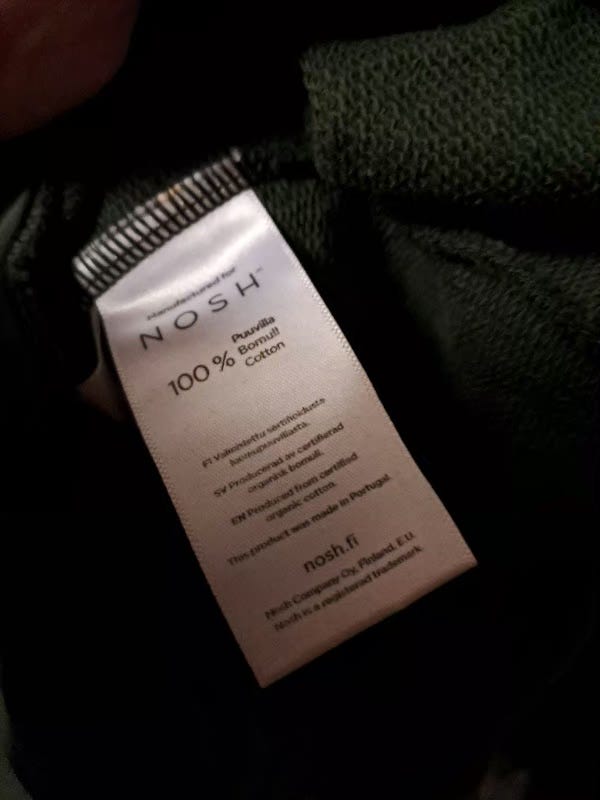 Manufactured for
NOSH™
100 % Puuvilla
Bomull
Cotton
FI Valmistettu sertifioidusta
luomupuuvillasta.
SV Producerad av certifierad
organisk bomull.
EN Produced from certified
organic cotton.
This product was made in Portugal.
nosh.fi
Nosh Company Oy, Finland, E.U.
Nosh is a registered trademark.